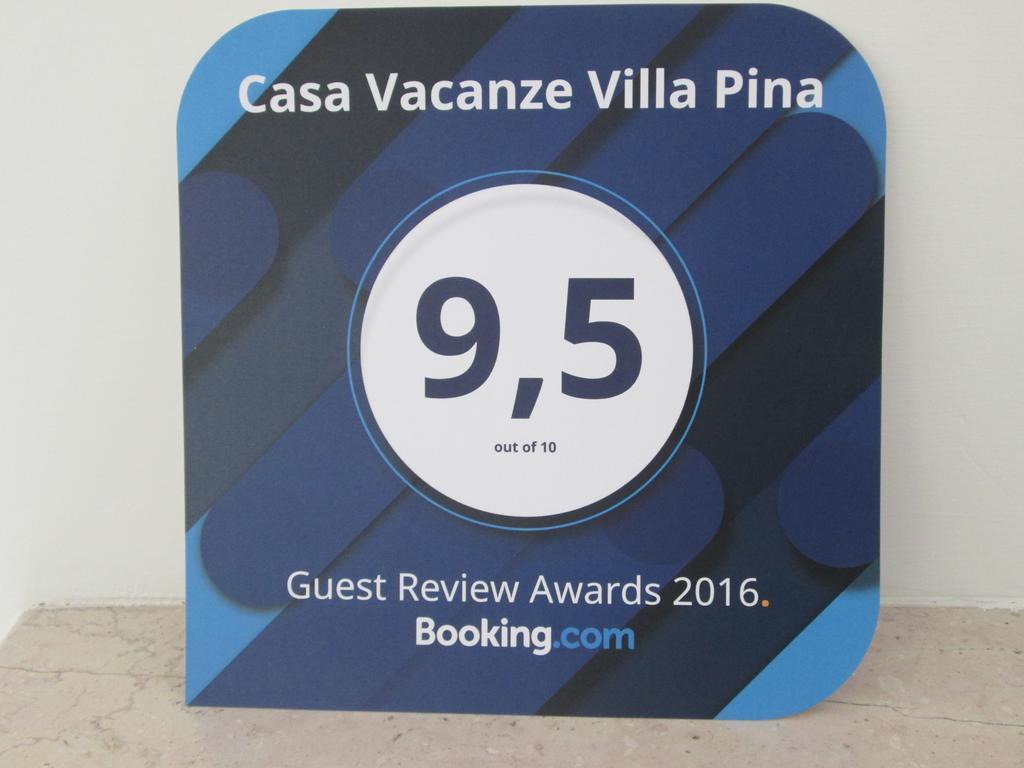 Casa Vacanze Villa Pina
9,5
out of 10
Guest Review Awards 2016.
Booking.com